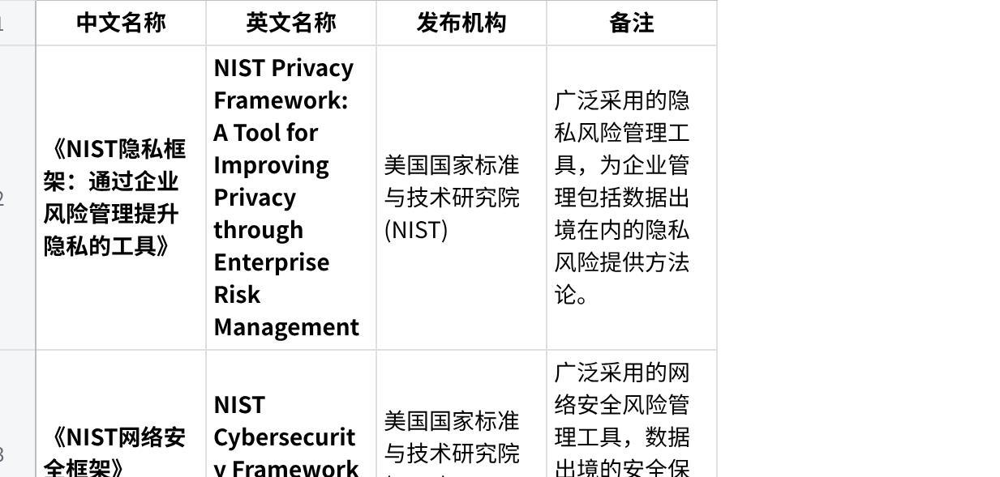 1
中文名称
英文名称
发布机构
备注
2
《NIST隐私框
架：通过企业
风险管理提升
隐私的工具》
NIST Privacy
Framework:
A Tool for
Improving
Privacy
through
Enterprise
Risk
Management
美国国家标准
与技术研究院
(NIST)
广泛采用的隐
私风险管理工
具，为企业管
理包括数据出
境在内的隐私
风险提供方法
论。
3
《NIST网络安
全框架》
NIST
Cybersecurit
y Framework
美国国家标准
与技术研究院
广泛采用的网
络安全风险管
理工具，数据
出境的安全保